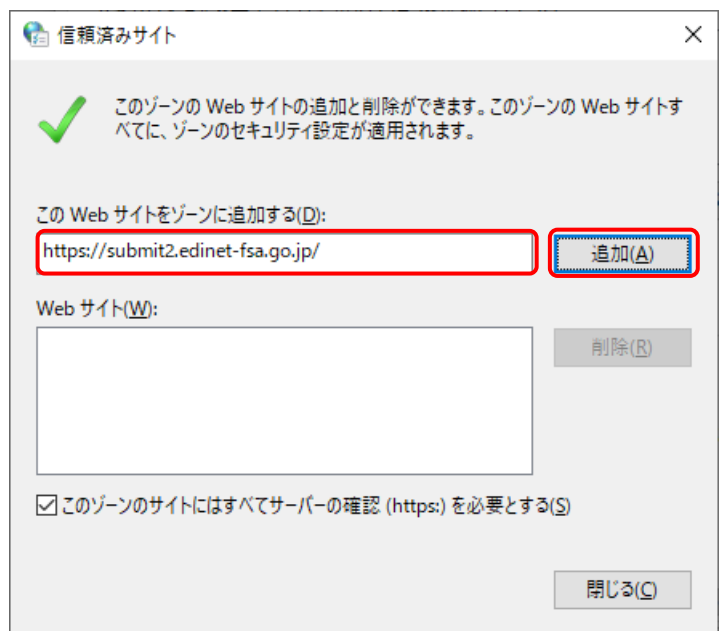 信頼済みサイト
このゾーンの Web サイトの追加と削除ができます。このゾーンの Web サイトす
べてに、ゾーンのセキュリティ設定が適用されます。
この Web サイトをゾーンに追加する(D):
https://submit2.edinet-fsa.go.jp/
追加(A)
Web サイト(W):
削除(R)
このゾーンのサイトにはすべてサーバーの確認 (https:) を必要とする(S)
閉じる(C)